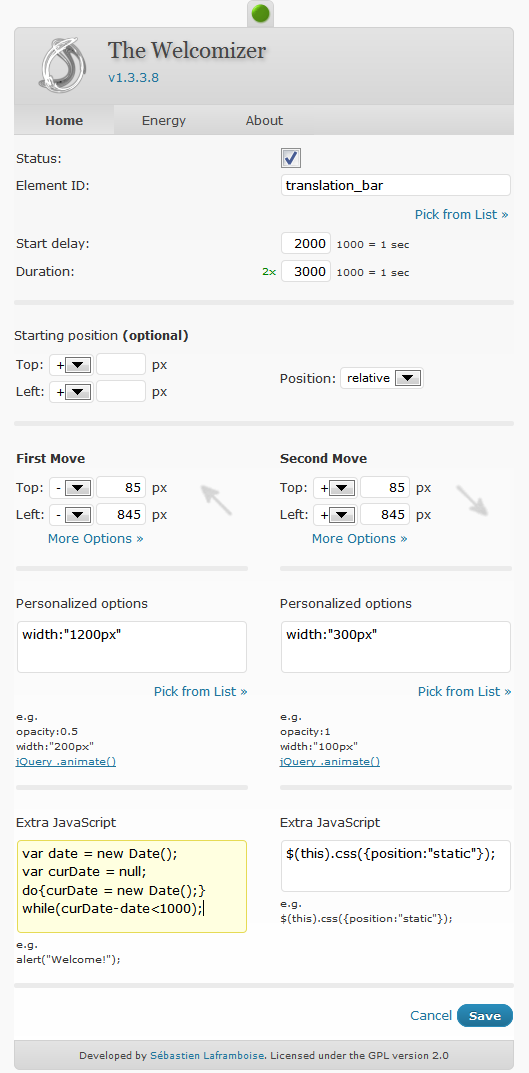 The Welcomizer
v1.3.3.8
Home Energy About
Status:
Element ID: translation_bar
Pick from List »
Start delay: 2000 1000 = 1 sec
Duration: 2x 3000 1000 = 1 sec
Starting position (optional)
Top: + px
Left: + px
Position: relative
First Move
Top: - 85 px
Left: - 845 px
More Options »
Second Move
Top: + 85 px
Left: + 845 px
More Options »
Personalized options
width:"1200px"
Pick from List »
e.g.
opacity:0.5
width:"200px"
jQuery .animate()
Personalized options
width:"300px"
Pick from List »
e.g.
opacity:1
width:"100px"
jQuery .animate()
Extra JavaScript
var date = new Date();
var curDate = null;
do{curDate = new Date();}
while(curDate-date<1000);
e.g.
alert("Welcome!");
Extra JavaScript
$(this).css({position:"static"});
e.g.
$(this).css({position:"static"});
Cancel Save
Developed by Sébastien Laframboise. Licensed under the GPL version 2.0